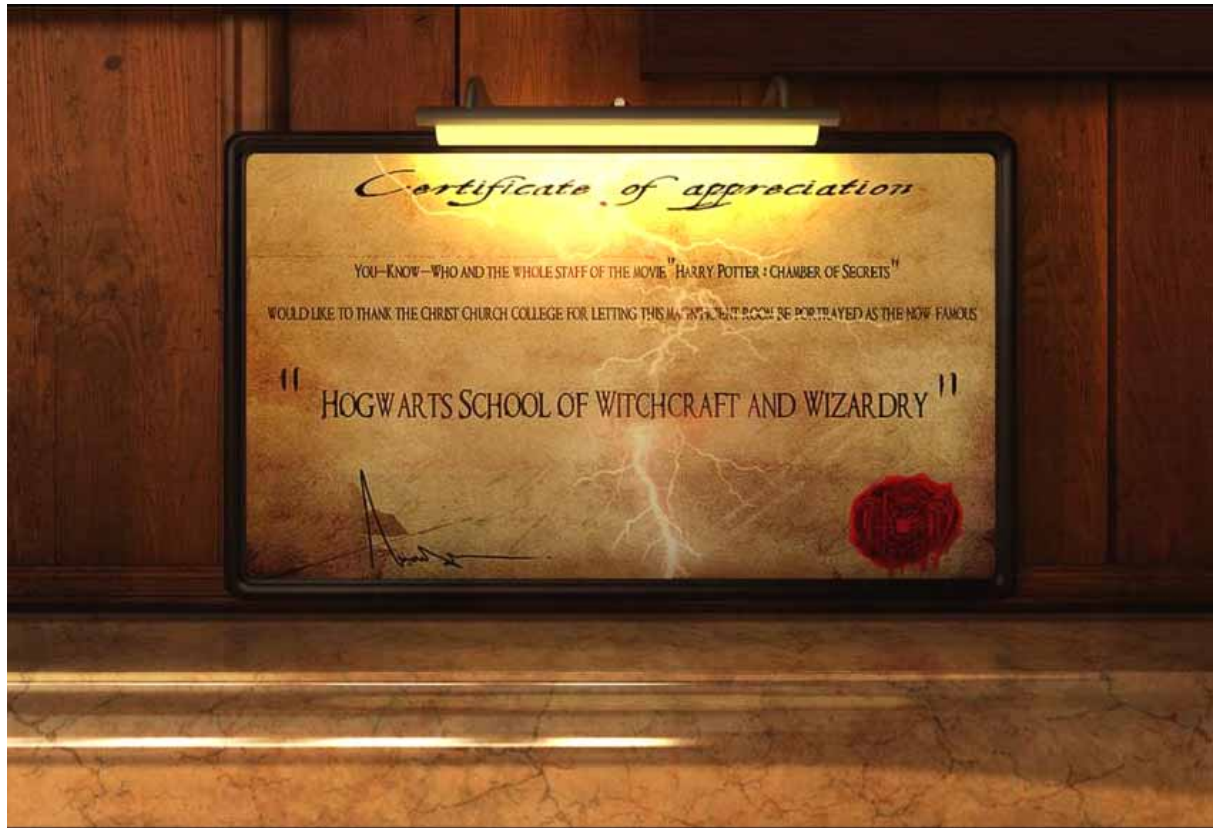 Certificate of appreciation
You-Know-Who and the whole staff of the movie "Harry Potter : Chamber of Secrets"
would like to thank the Christ Church College for letting this magnificent room be portrayed as the now famous
" Hogwarts School of Witchcraft and Wizardry "